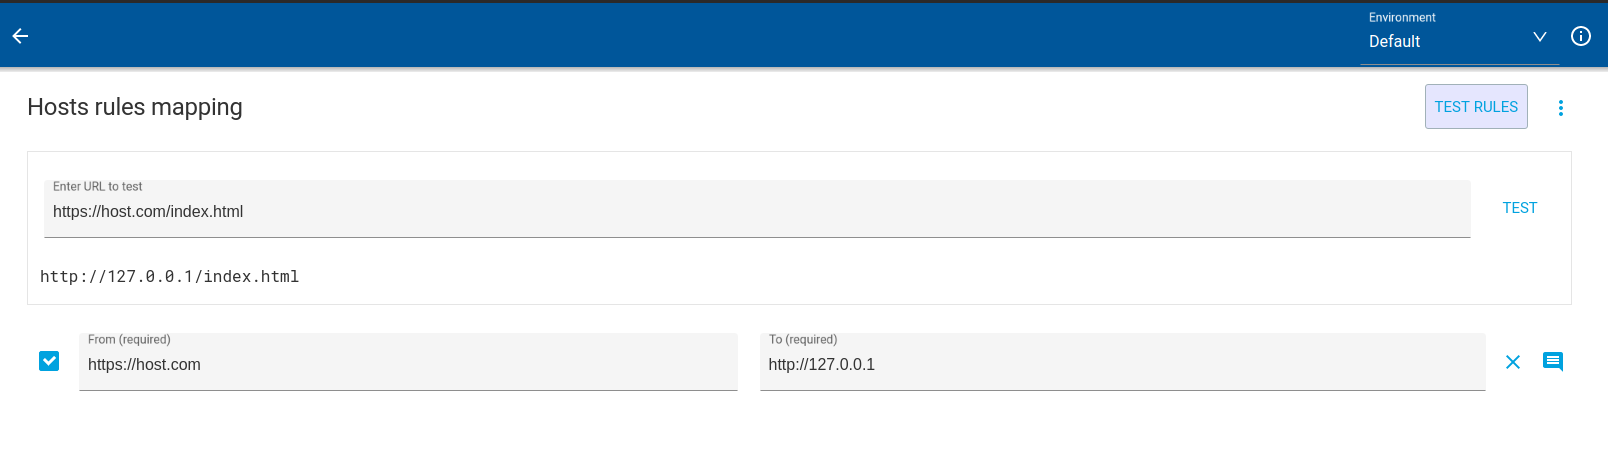 Environment
Default
Hosts rules mapping
TEST RULES
Enter URL to test
https://host.com/index.html
TEST
http://127.0.0.1/index.html
From (required)
https://host.com
To (required)
http://127.0.0.1